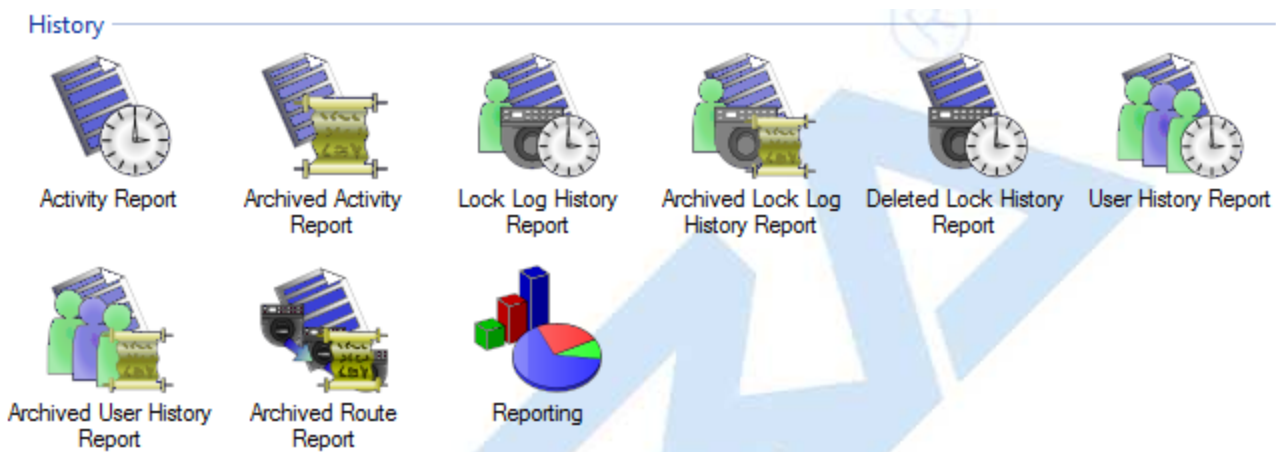 History
Activity Report
Archived Activity
Report
Lock Log History
Report
Archived Lock Log
History Report
Deleted Lock History
Report
User History Report
Archived User History
Report
Archived Route
Report
Reporting